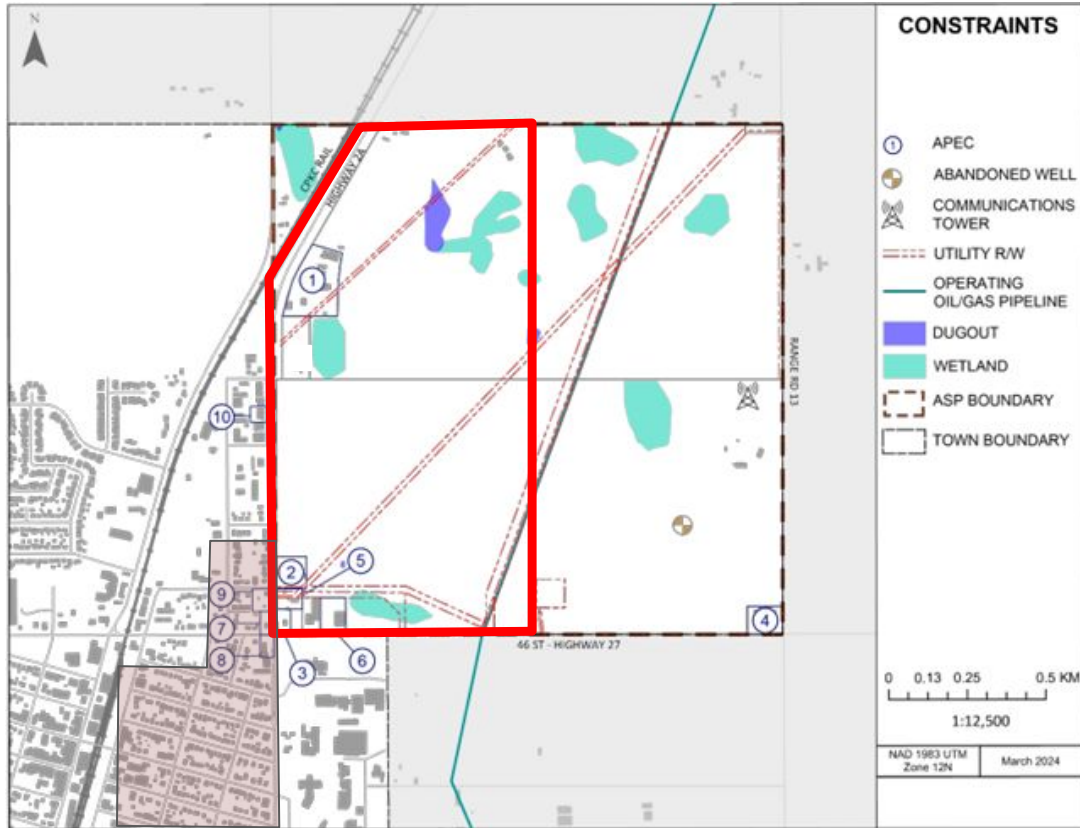 N
CONSTRAINTS
1 APEC
ABANDONED WELL
COMMUNICATIONS
TOWER
UTILITY R/W
OPERATING
OIL/GAS PIPELINE
DUGOUT
WETLAND
ASP BOUNDARY
TOWN BOUNDARY
CPKC RAIL
HIGHWAY 2A
1
RANGE RD 13
10
2
5
9
7
8
3
6
4
46 ST - HIGHWAY 27
0 0.13 0.25 0.5 KM
1:12,500
NAD 1983 UTM
Zone 12N
March 2024